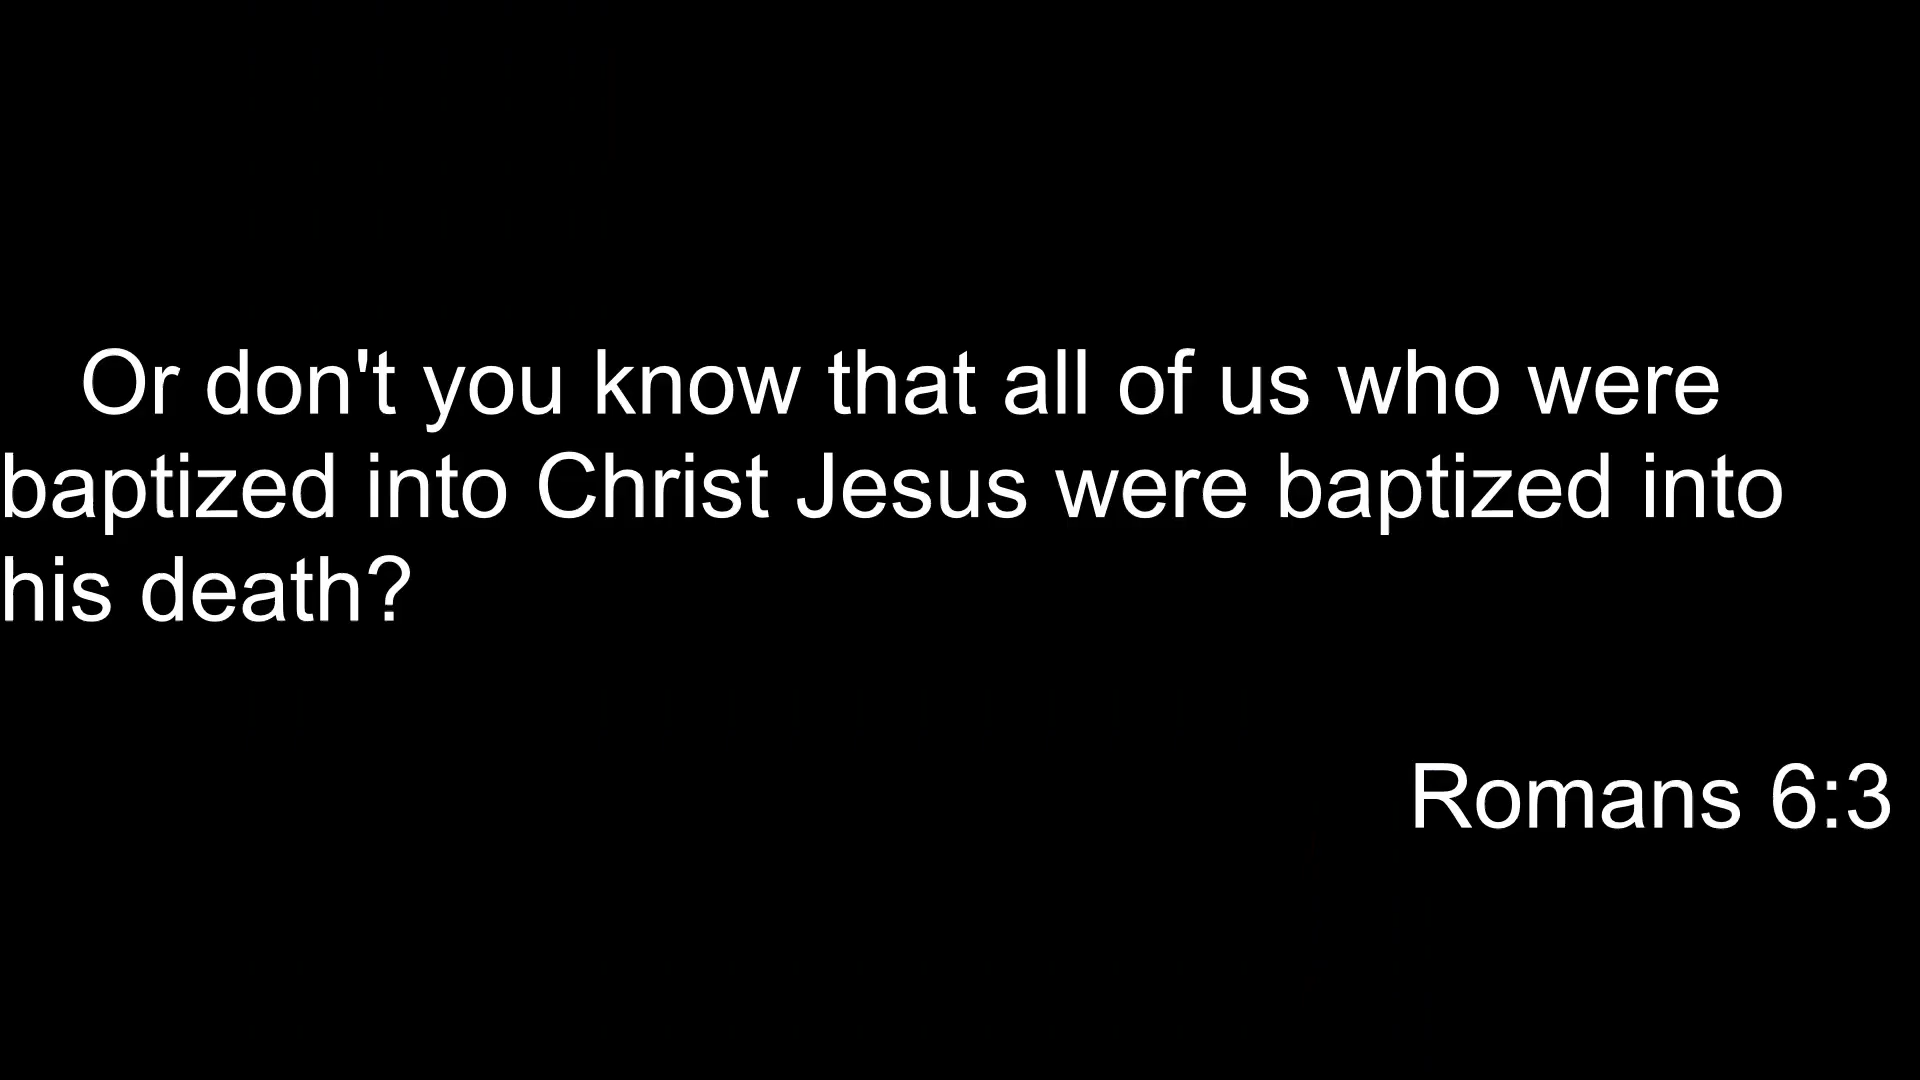 Or don't you know that all of us who were
baptized into Christ Jesus were baptized into
his death?
Romans 6:3